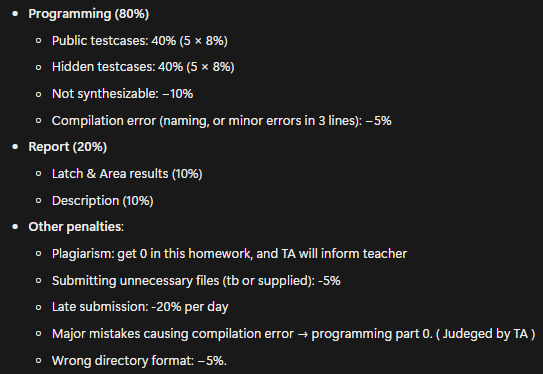 Programming (80%)
Public testcases: 40% (5 × 8%)
Hidden testcases: 40% (5 × 8%)
Not synthesizable: −10%
Compilation error (naming, or minor errors in 3 lines): −5%
Report (20%)
Latch & Area results (10%)
Description (10%)
Other penalties:
Plagiarism: get 0 in this homework, and TA will inform teacher
Submitting unnecessary files (tb or supplied): -5%
Late submission: -20% per day
Major mistakes causing compilation error → programming part 0. ( Judeged by TA )
Wrong directory format: −5%.